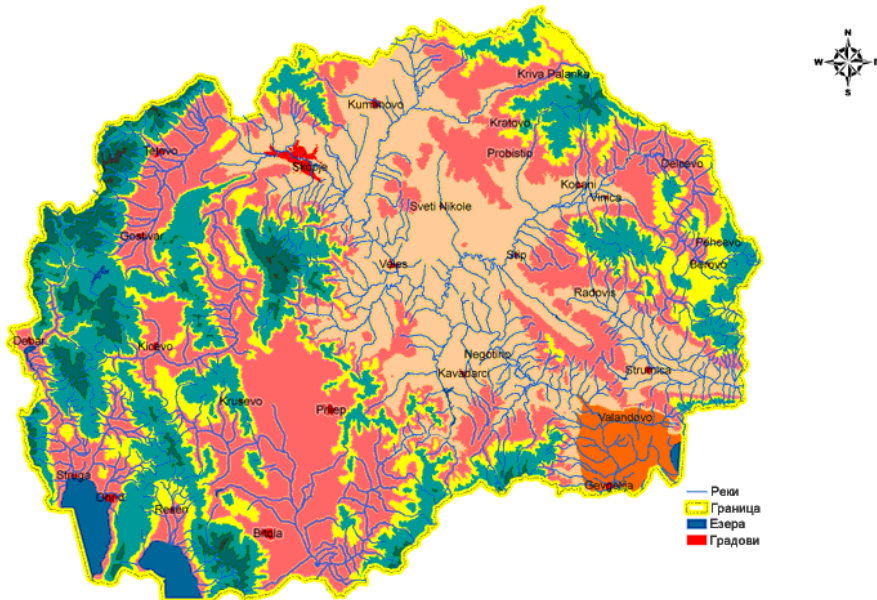 N
W E
S
Kriva Palanka
Kumanovo
Kratovo
Probistip
Tetovo
Skopje
Delcevo
Kocani
Vinica
Sveti Nikole
Gostivar
Pehcevo
Stip
Veles
Berovo
Radovis
Debar
Kicevo
Negotino
Kavadarci
Strumica
Krusevo
Prilep
Valandovo
Struga
Gevgelija
Ohrid
Resen
Bitola
Реки
Граница
Езера
Градови